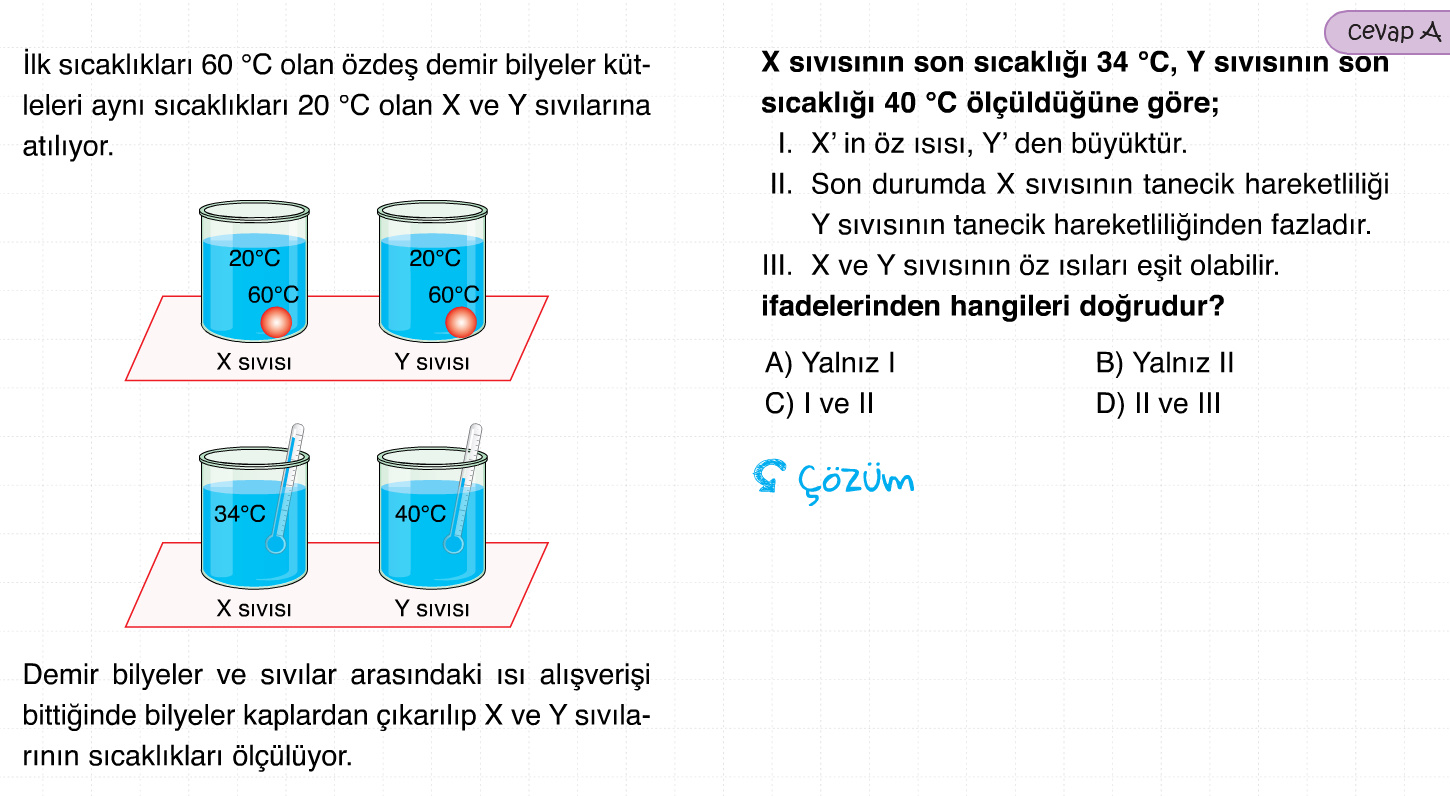 İlk sıcaklıkları 60 °C olan özdeş demir bilyeler küt-
leleri aynı sıcaklıkları 20 °C olan X ve Y sıvılarına
atılıyor.
20°C
20°C
60°C
60°C
X sıvısı
Y sıvısı
34°C
40°C
X sıvısı
Y sıvısı
Demir bilyeler ve sıvılar arasındaki ısı alışverişi
bittiğinde bilyeler kaplardan çıkarılıp X ve Y sıvıla-
rının sıcaklıkları ölçülüyor.
cevap A
X sıvısının son sıcaklığı 34 °C, Y sıvısının son
sıcaklığı 40 °C ölçüldüğüne göre;
I. X' in öz ısısı, Y' den büyüktür.
II. Son durumda X sıvısının tanecik hareketliliği
Y sıvısının tanecik hareketliliğinden fazladır.
III. X ve Y sıvısının öz ısıları eşit olabilir.
ifadelerinden hangileri doğrudur?
A) Yalnız I
B) Yalnız II
C) I ve II
D) II ve III
Çözüm